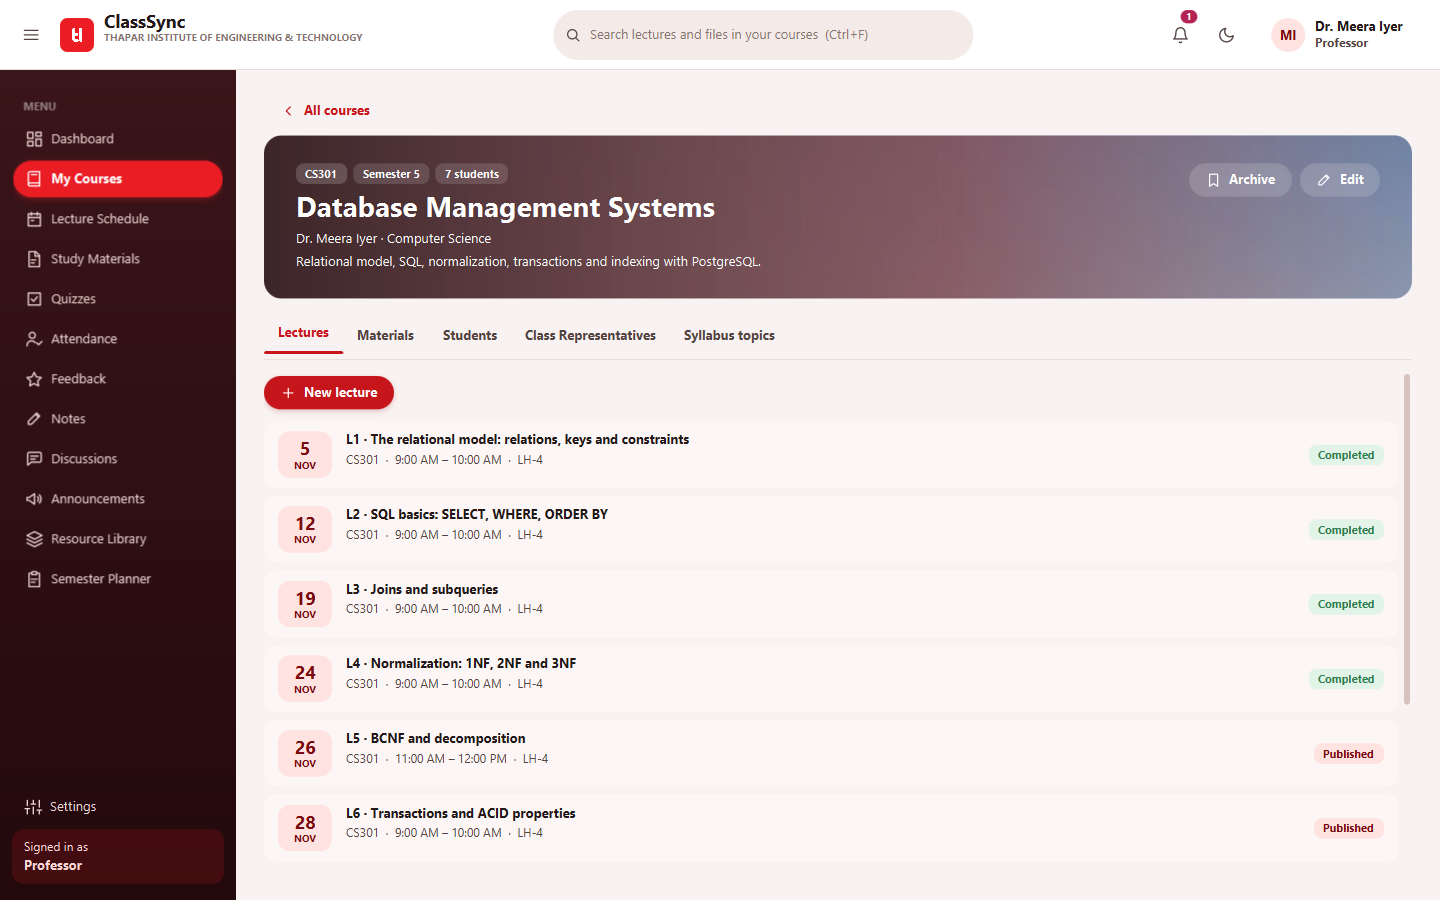 ClassSync
THAPAR INSTITUTE OF ENGINEERING & TECHNOLOGY
Search lectures and files in your courses (Ctrl+F)
1
MI
Dr. Meera Iyer
Professor
MENU
Dashboard
My Courses
Lecture Schedule
Study Materials
Quizzes
Attendance
Feedback
Notes
Discussions
Announcements
Resource Library
Semester Planner
Settings
Signed in as
Professor
All courses
CS301
Semester 5
7 students
Archive
Edit
Database Management Systems
Dr. Meera Iyer · Computer Science
Relational model, SQL, normalization, transactions and indexing with PostgreSQL.
Lectures
Materials
Students
Class Representatives
Syllabus topics
New lecture
5
NOV
L1 · The relational model: relations, keys and constraints
CS301 · 9:00 AM – 10:00 AM · LH-4
Completed
12
NOV
L2 · SQL basics: SELECT, WHERE, ORDER BY
CS301 · 9:00 AM – 10:00 AM · LH-4
Completed
19
NOV
L3 · Joins and subqueries
CS301 · 9:00 AM – 10:00 AM · LH-4
Completed
24
NOV
L4 · Normalization: 1NF, 2NF and 3NF
CS301 · 9:00 AM – 10:00 AM · LH-4
Completed
26
NOV
L5 · BCNF and decomposition
CS301 · 11:00 AM – 12:00 PM · LH-4
Published
28
NOV
L6 · Transactions and ACID properties
CS301 · 9:00 AM – 10:00 AM · LH-4
Published